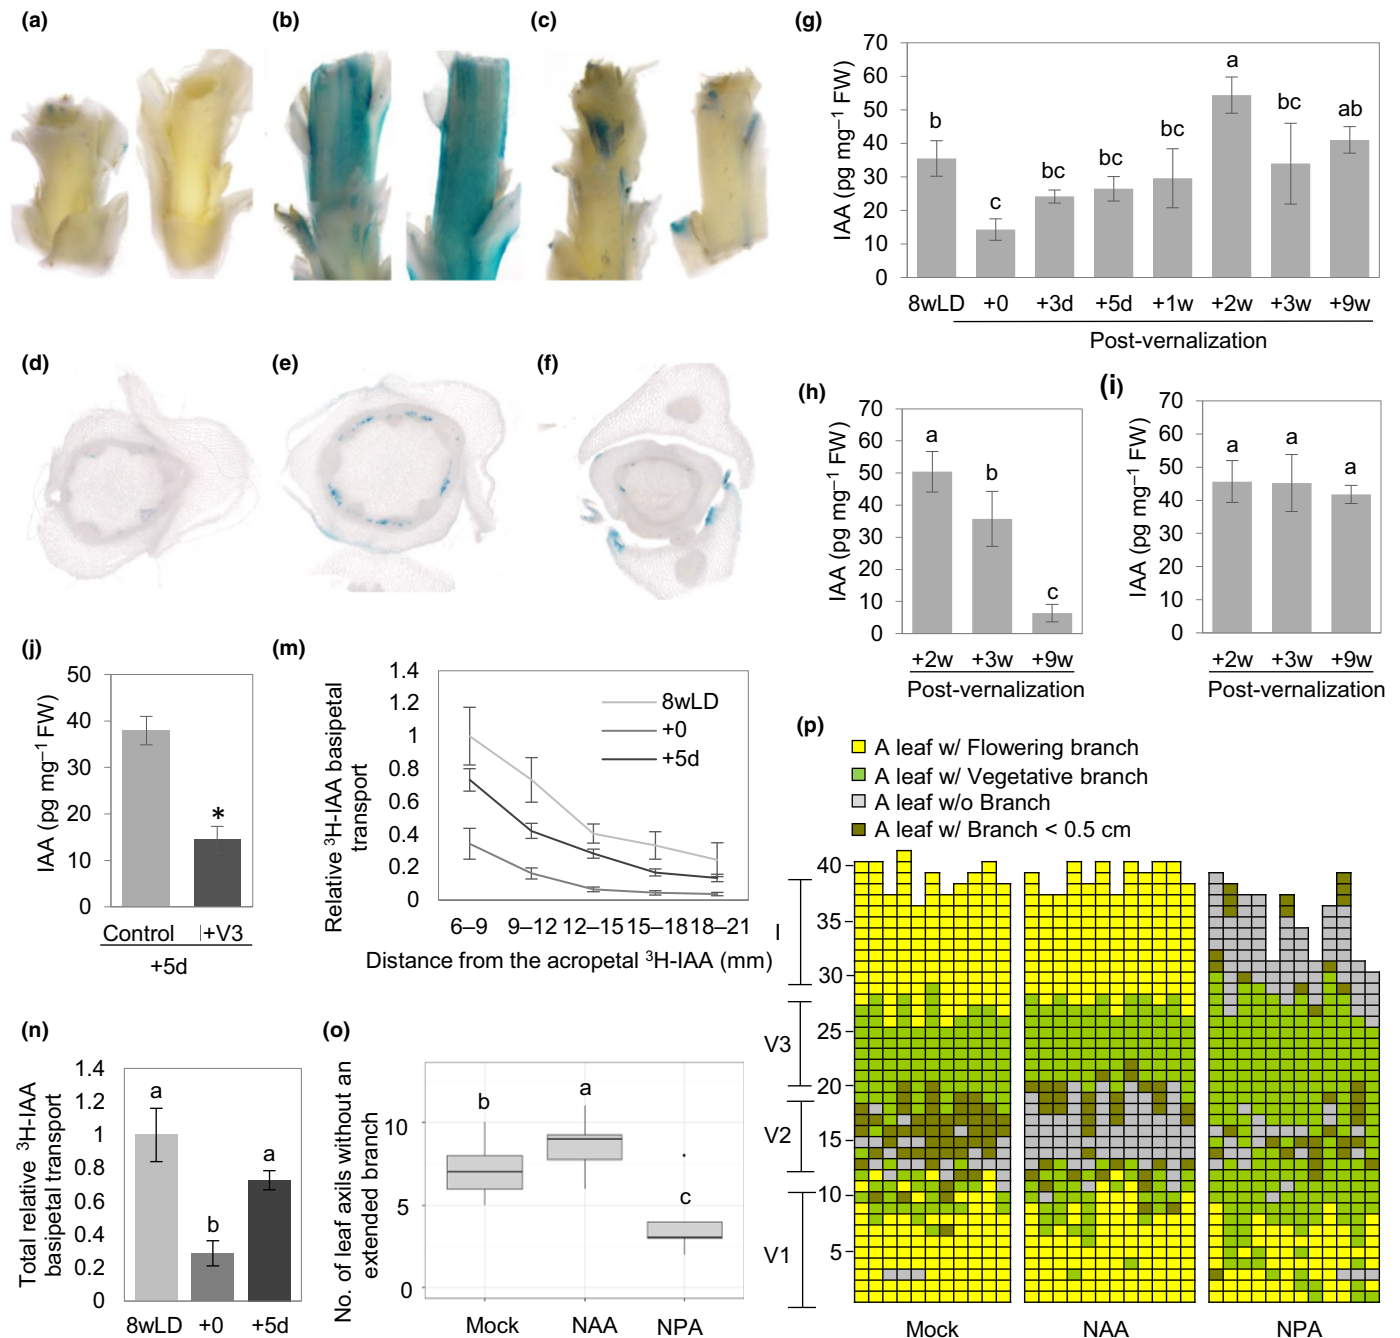 (a)
(b)
(c)
(g)
IAA (pg mg⁻¹ FW)
70
60
50
40
30
20
10
0
b
c
bc
bc
bc
a
bc
ab
8wLD +0 +3d +5d +1w +2w +3w +9w
Post-vernalization
(d)
(e)
(f)
(h)
IAA (pg mg⁻¹ FW)
70
60
50
40
30
20
10
0
a
b
c
+2w +3w +9w
Post-vernalization
(i)
IAA (pg mg⁻¹ FW)
70
60
50
40
30
20
10
0
a
a
a
+2w +3w +9w
Post-vernalization
(j)
IAA (pg mg⁻¹ FW)
50
40
30
20
10
0
*
Control I+V3
+5d
(m)
Relative ³H-IAA basipetal
transport
1.4
1.2
1
0.8
0.6
0.4
0.2
0
8wLD
+0
+5d
6–9 9–12 12–15 15–18 18–21
Distance from the acropetal ³H-IAA (mm)
(n)
Total relative ³H-IAA
basipetal transport
1.4
1.2
1
0.8
0.6
0.4
0.2
0
a
b
a
8wLD +0 +5d
(o)
No. of leaf axils without an
extended branch
10
5
0
b
a
c
Mock NAA NPA
(p)
A leaf w/ Flowering branch
A leaf w/ Vegetative branch
A leaf w/o Branch
A leaf w/ Branch < 0.5 cm
40
35
30
25
20
15
10
5
I
V3
V2
V1
Mock NAA NPA